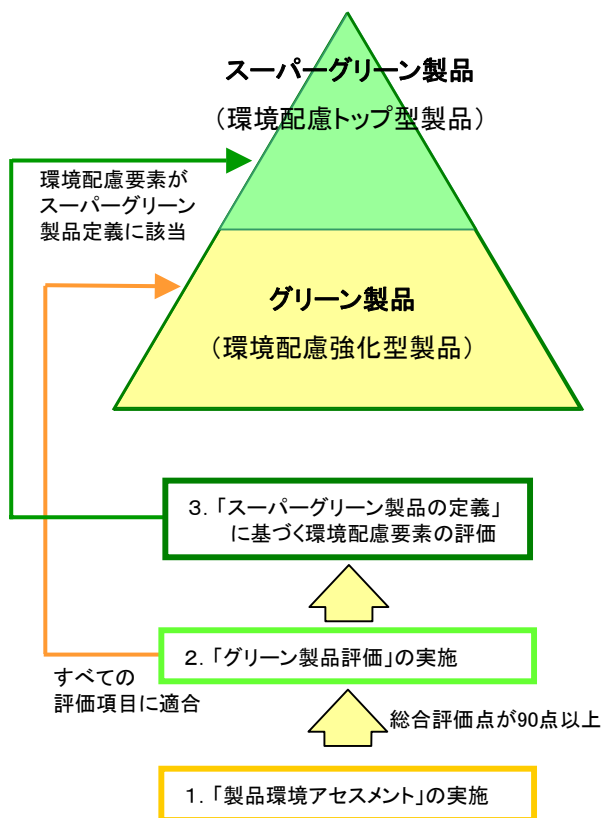 スーパーグリーン製品
（環境配慮トップ型製品）
環境配慮要素が
スーパーグリーン
製品定義に該当
グリーン製品
（環境配慮強化型製品）
３．「スーパーグリーン製品の定義」
に基づく環境配慮要素の評価
２．「グリーン製品評価」の実施
すべての
評価項目に適合
総合評価点が90点以上
１．「製品環境アセスメント」の実施